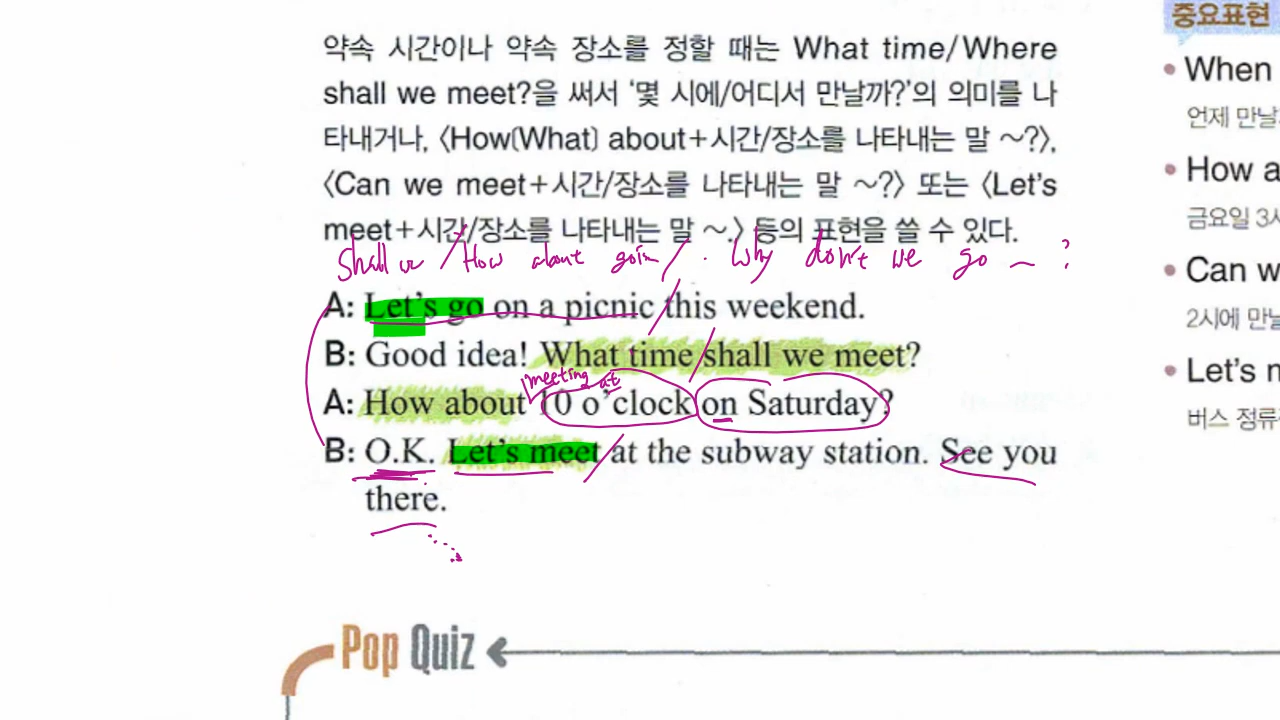 중요표현
약속 시간이나 약속 장소를 정할 때는 What time/Where
shall we meet?을 써서 ‘몇 시에/어디서 만날까?’의 의미를 나
타내거나, 〈How(What) about+시간/장소를 나타내는 말 ~?〉,
〈Can we meet+시간/장소를 나타내는 말 ~?〉 또는 〈Let's
meet+시간/장소를 나타내는 말 ~.〉 등의 표현을 쓸 수 있다.
Shall we / How about goin / . Why don't we go ~ ?
A: Let's go on a picnic this weekend.
B: Good idea! What time shall we meet?
meeting at
A: How about 10 o'clock on Saturday?
B: O.K. Let's meet at the subway station. See you
there.
• When
언제 만날
• How a
금요일 3시
• Can w
2시에 만날
• Let's m
버스 정류
Pop Quiz